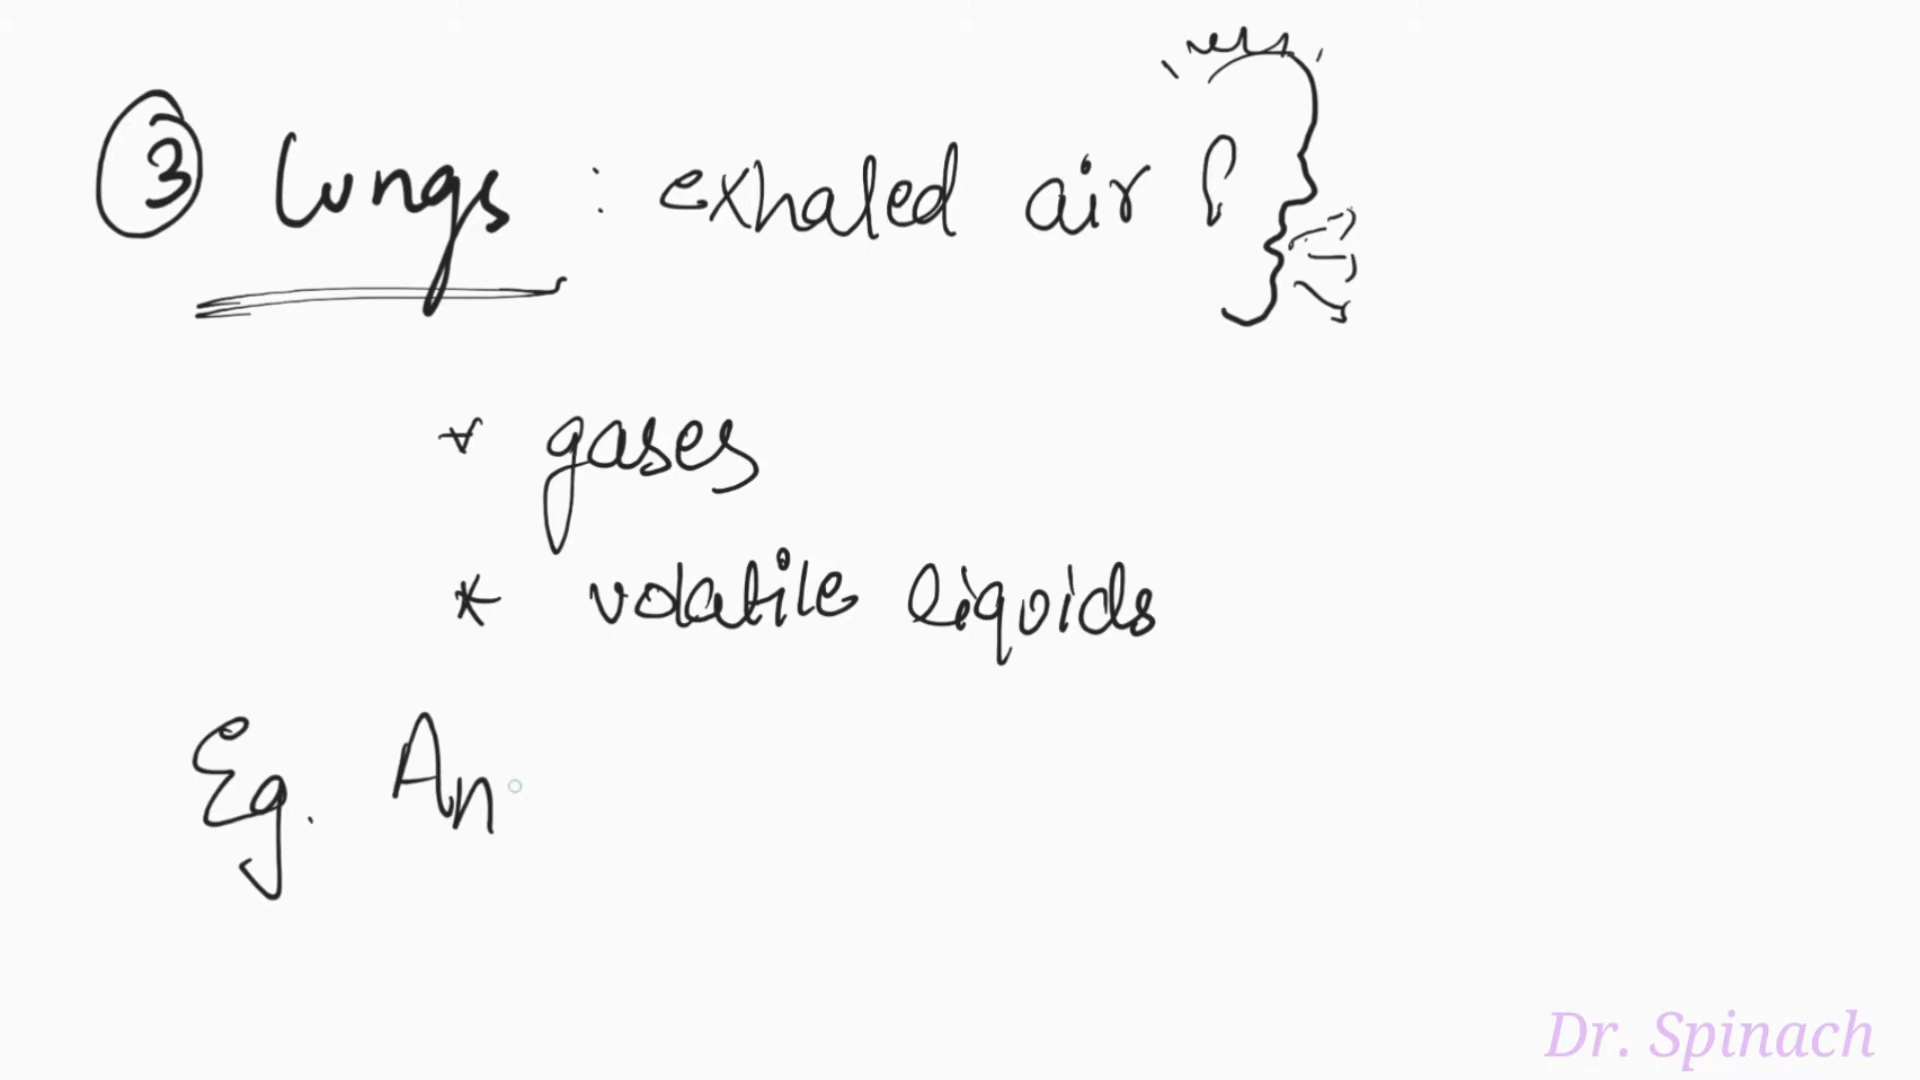 3 Lungs : exhaled air
* gases
* volatile liquids
Eg. An
Dr. Spinach